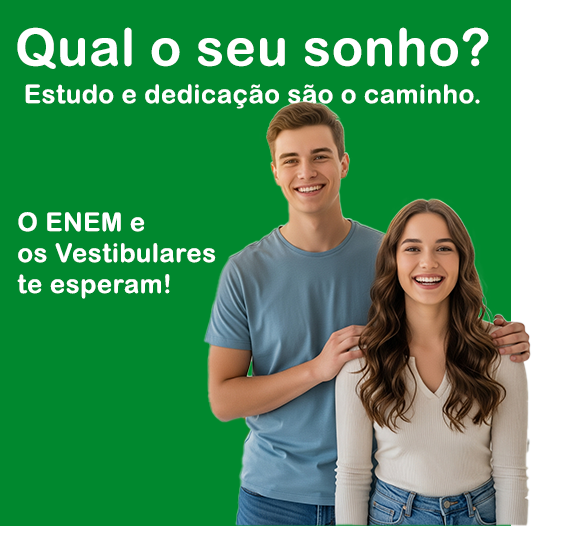 Qual o seu sonho?
Estudo e dedicação são o caminho.
O ENEM e
os Vestibulares
te esperam!